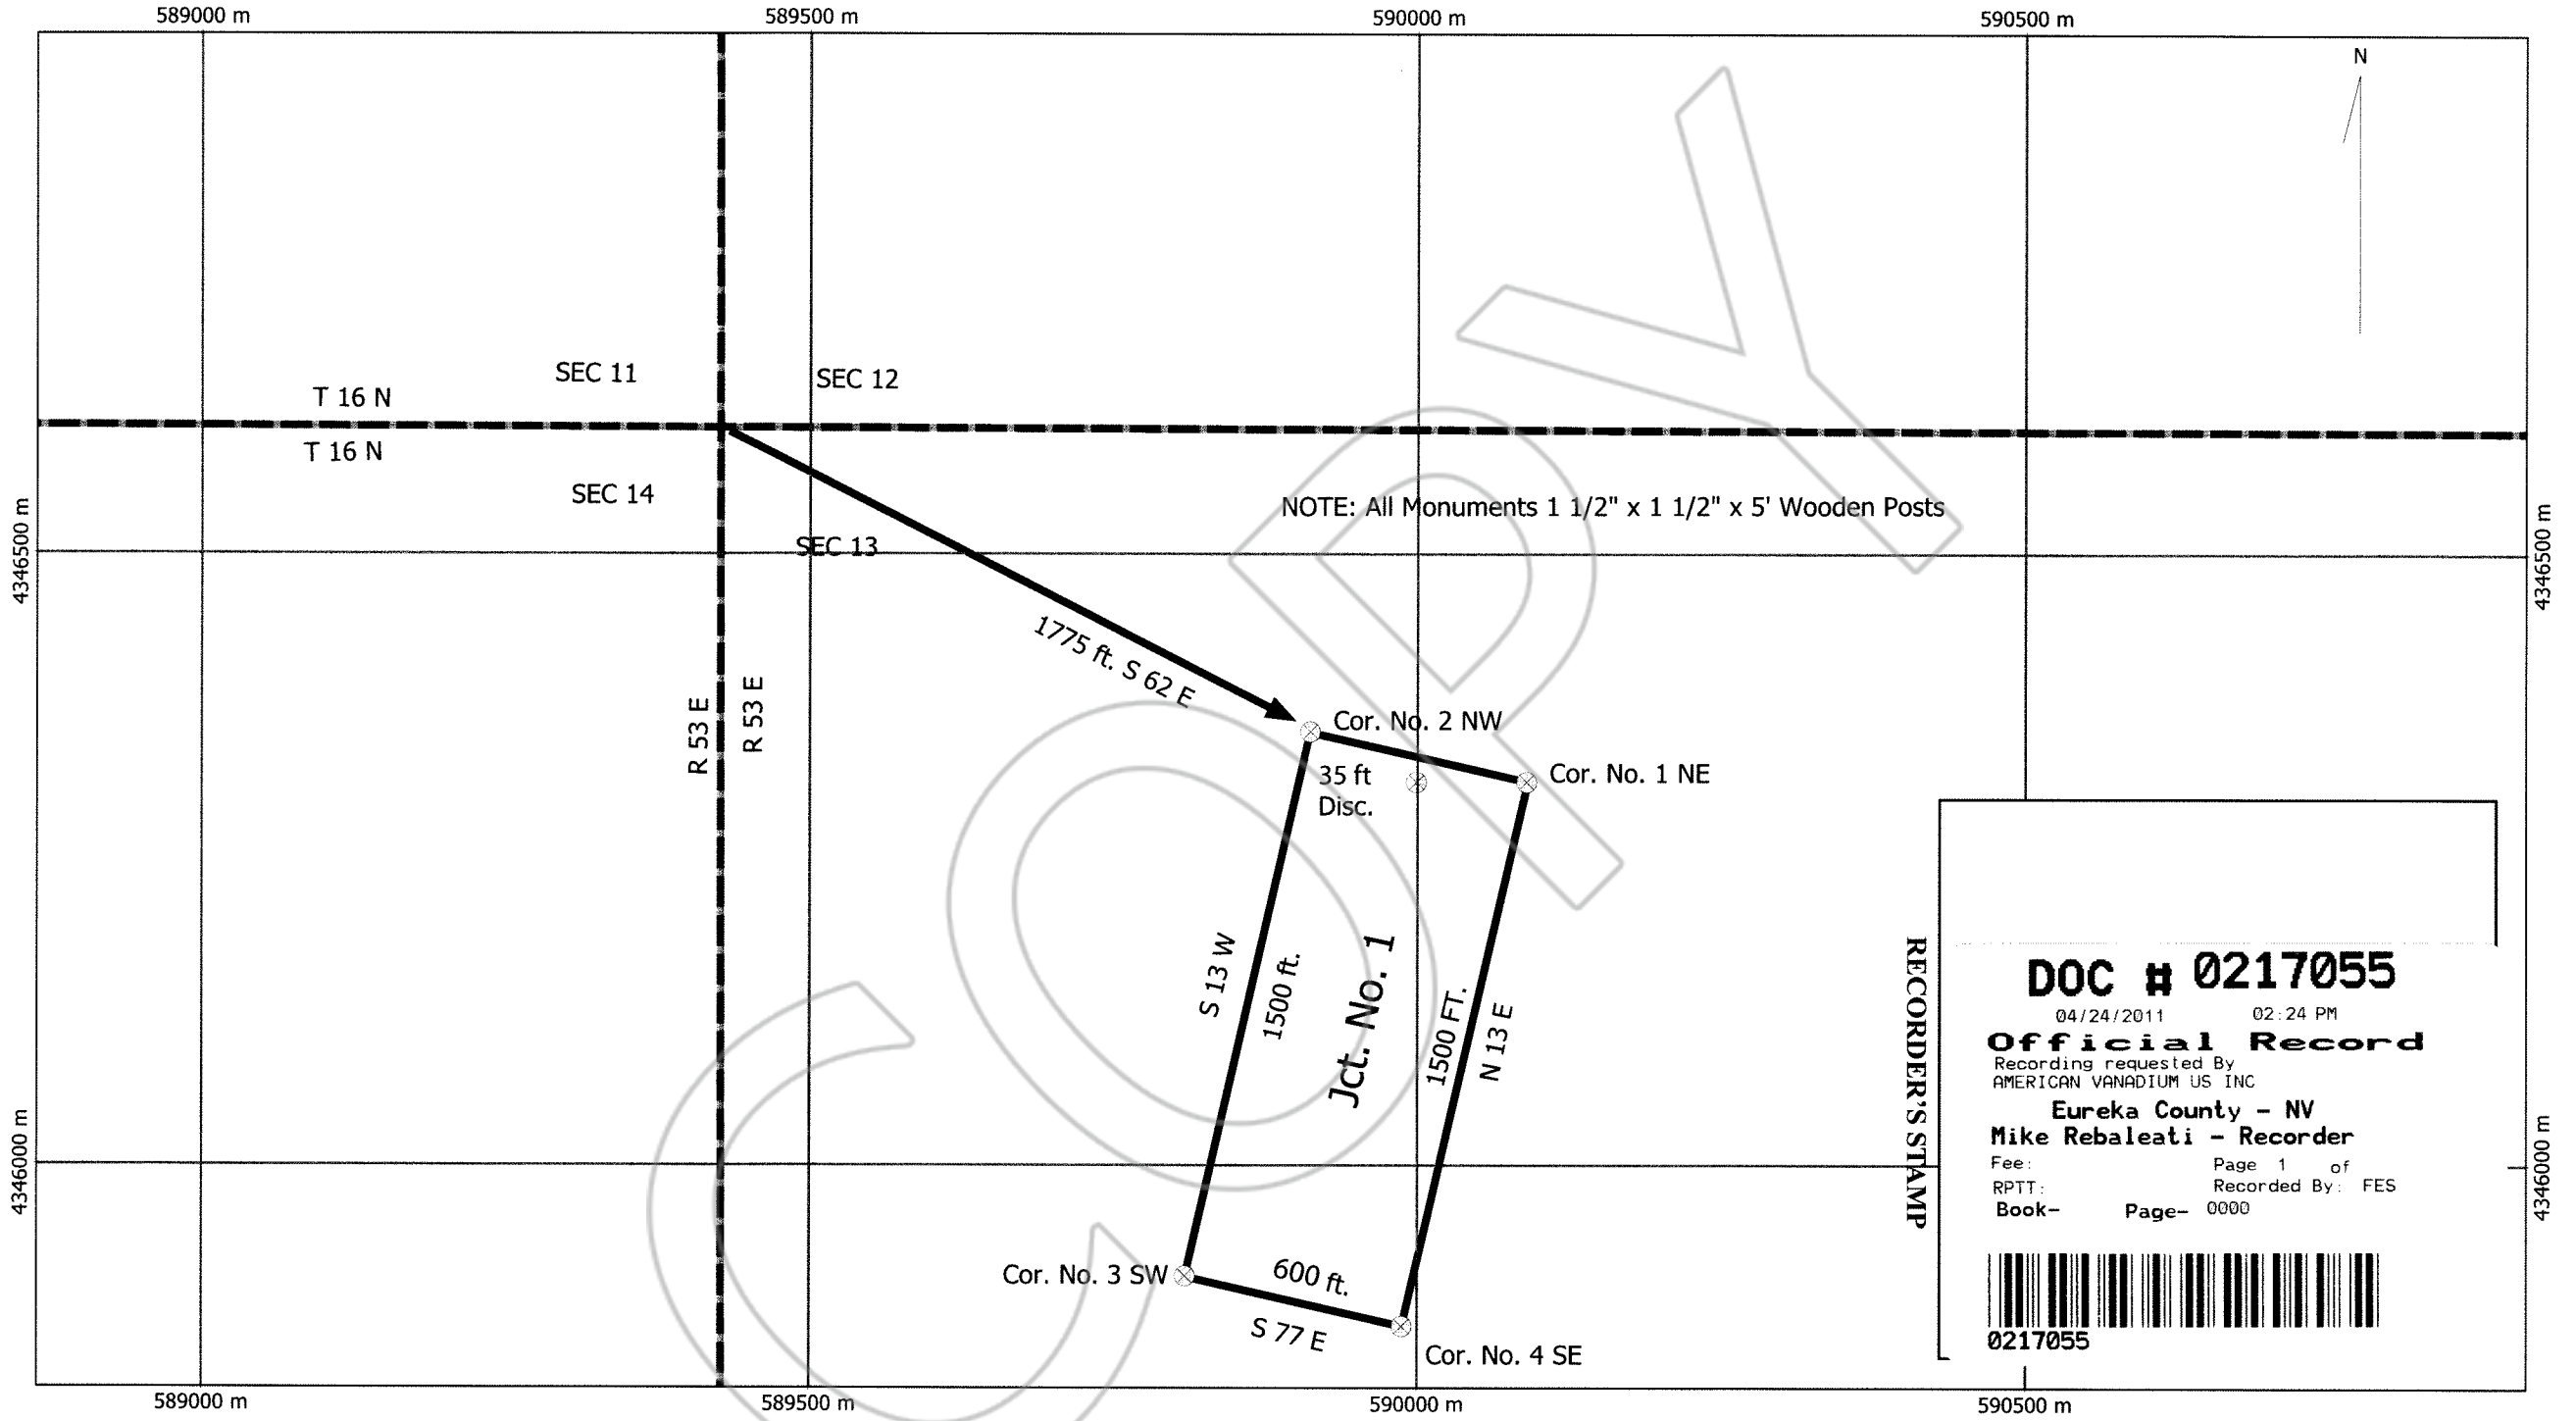 589000 m
589500 m
590000 m
590500 m
N
SEC 11
SEC 12
T 16 N
T 16 N
SEC 14
SEC 13
NOTE: All Monuments 1 1/2" x 1 1/2" x 5' Wooden Posts
4346500 m
4346500 m
1775 ft. S 62 E
R 53 E
R 53 E
Cor. No. 2 NW
35 ft
Disc.
Cor. No. 1 NE
S 13 W
1500 ft.
Jct. No. 1
1500 FT.
N 13 E
4346000 m
4346000 m
Cor. No. 3 SW
600 ft.
S 77 E
Cor. No. 4 SE
RECORDER'S STAMP
DOC # 0217055
04/24/2011 02:24 PM
Official Record
Recording requested By
AMERICAN VANADIUM US INC
Eureka County - NV
Mike Rebaleati - Recorder
Fee: Page 1 of
RPTT: Recorded By: FES
Book- Page- 0000
0217055
589000 m
589500 m
590000 m
590500 m
COPY